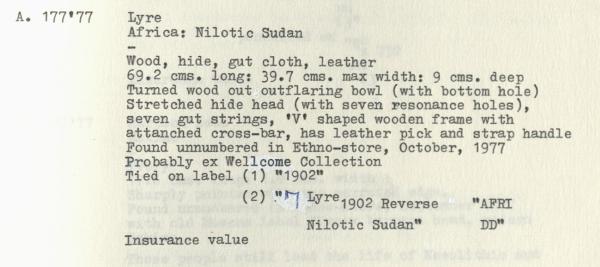 A. 177'77 Lyre
Africa: Nilotic Sudan
-
Wood, hide, gut cloth, leather
69.2 cms. long: 39.7 cms. max width: 9 cms. deep
Turned wood out outflaring bowl (with bottom hole)
Stretched hide head (with seven resonance holes),
seven gut strings, 'V' shaped wooden frame with
attanched cross-bar, has leather pick and strap handle
Found unnumbered in Ethno-store, October, 1977
Probably ex Wellcome Collection
Tied on label (1) "1902"
(2) " Lyre 1902 Reverse "AFRI
Nilotic Sudan" DD"
Insurance value